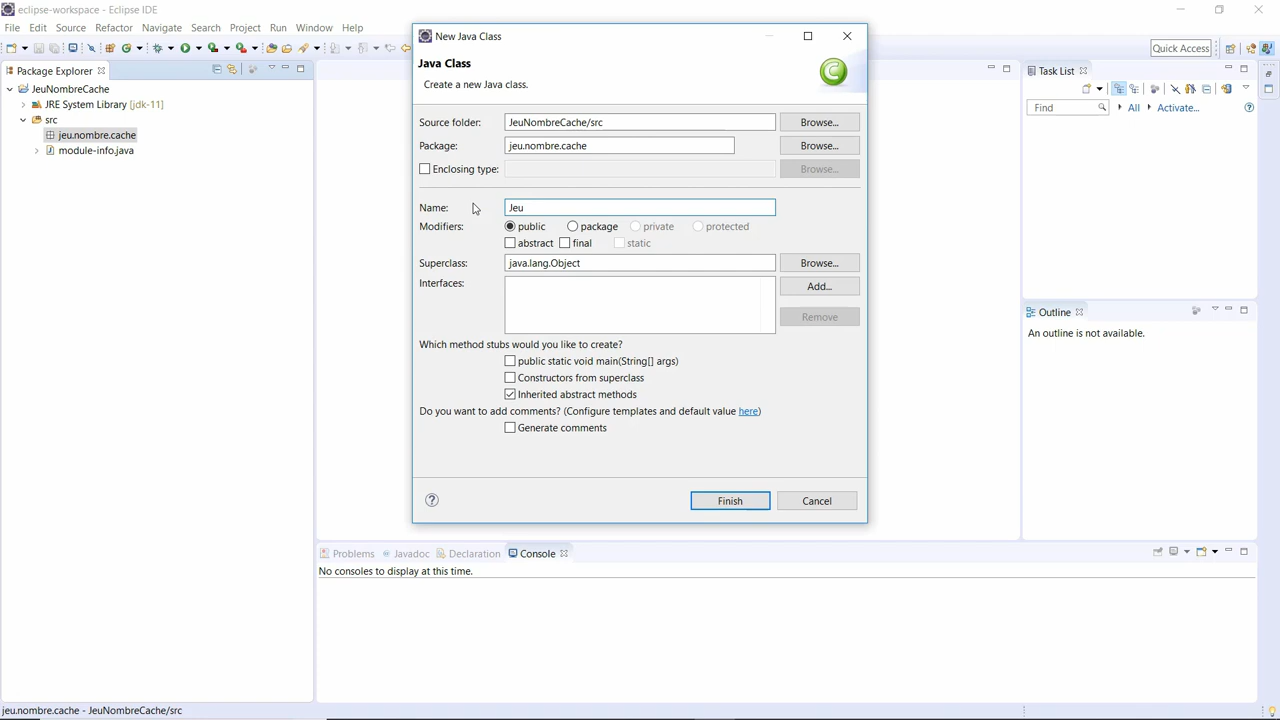 eclipse-workspace - Eclipse IDE
File Edit Source Refactor Navigate Search Project Run Window Help
Quick Access
Package Explorer
JeuNombreCache
JRE System Library [jdk-11]
src
jeu.nombre.cache
module-info.java
New Java Class
Java Class
Create a new Java class.
Source folder: JeuNombreCache/src Browse...
Package: jeu.nombre.cache Browse...
Enclosing type: Browse...
Name: Jeu
Modifiers: public package private protected
abstract final static
Superclass: java.lang.Object Browse...
Interfaces: Add...
Remove
Which method stubs would you like to create?
public static void main(String[] args)
Constructors from superclass
Inherited abstract methods
Do you want to add comments? (Configure templates and default value here)
Generate comments
Finish Cancel
Task List
Find All Activate...
Outline
An outline is not available.
Problems Javadoc Declaration Console
No consoles to display at this time.
jeu.nombre.cache - JeuNombreCache/src